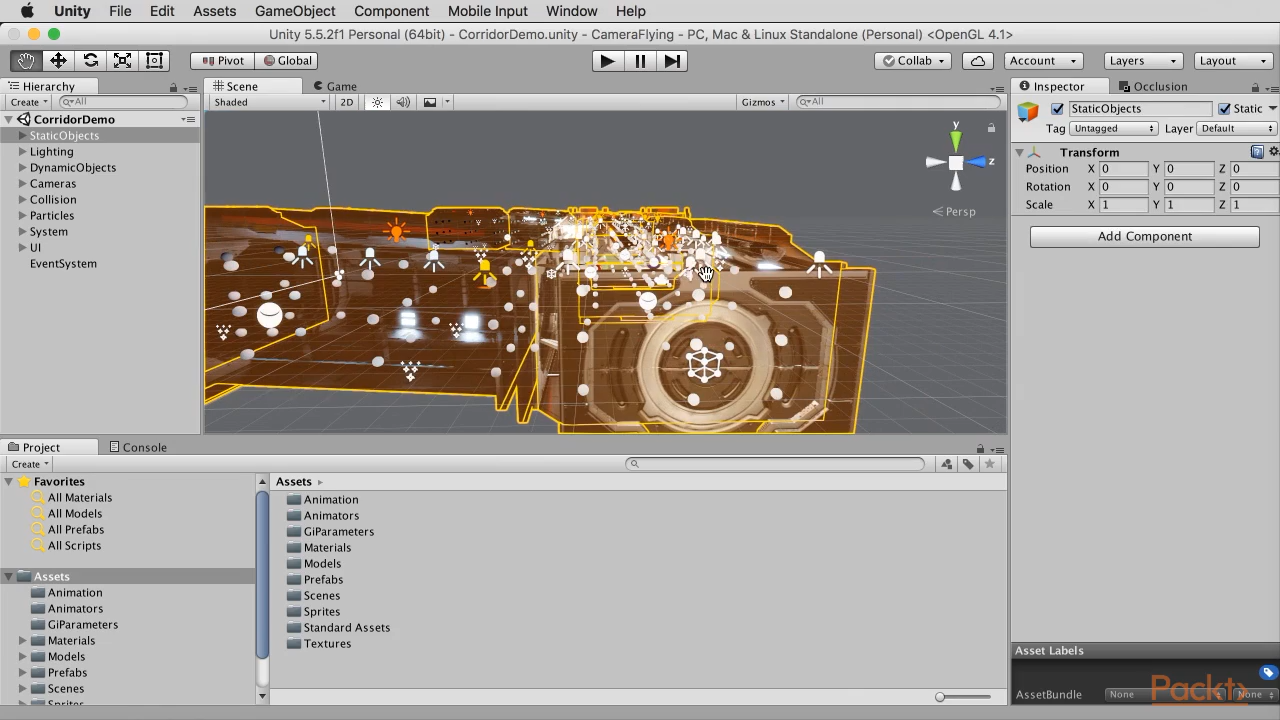 Unity File Edit Assets GameObject Component Mobile Input Window Help
Unity 5.5.2f1 Personal (64bit) - CorridorDemo.unity - CameraFlying - PC, Mac & Linux Standalone (Personal) <OpenGL 4.1>
Pivot Global Collab Account Layers Layout
Hierarchy
Create All
CorridorDemo
StaticObjects
Lighting
DynamicObjects
Cameras
Collision
Particles
System
UI
EventSystem
Scene Game
Shaded 2D Gizmos All
y
z
Persp
Inspector Occlusion
StaticObjects Static
Tag Untagged Layer Default
Transform
Position X 0 Y 0 Z 0
Rotation X 0 Y 0 Z 0
Scale X 1 Y 1 Z 1
Add Component
Project Console
Create
Favorites
All Materials
All Models
All Prefabs
All Scripts
Assets
Animation
Animators
GiParameters
Materials
Models
Prefabs
Scenes
Sprites
Assets
Animation
Animators
GiParameters
Materials
Models
Prefabs
Scenes
Sprites
Standard Assets
Textures
Asset Labels
AssetBundle None None
Packt